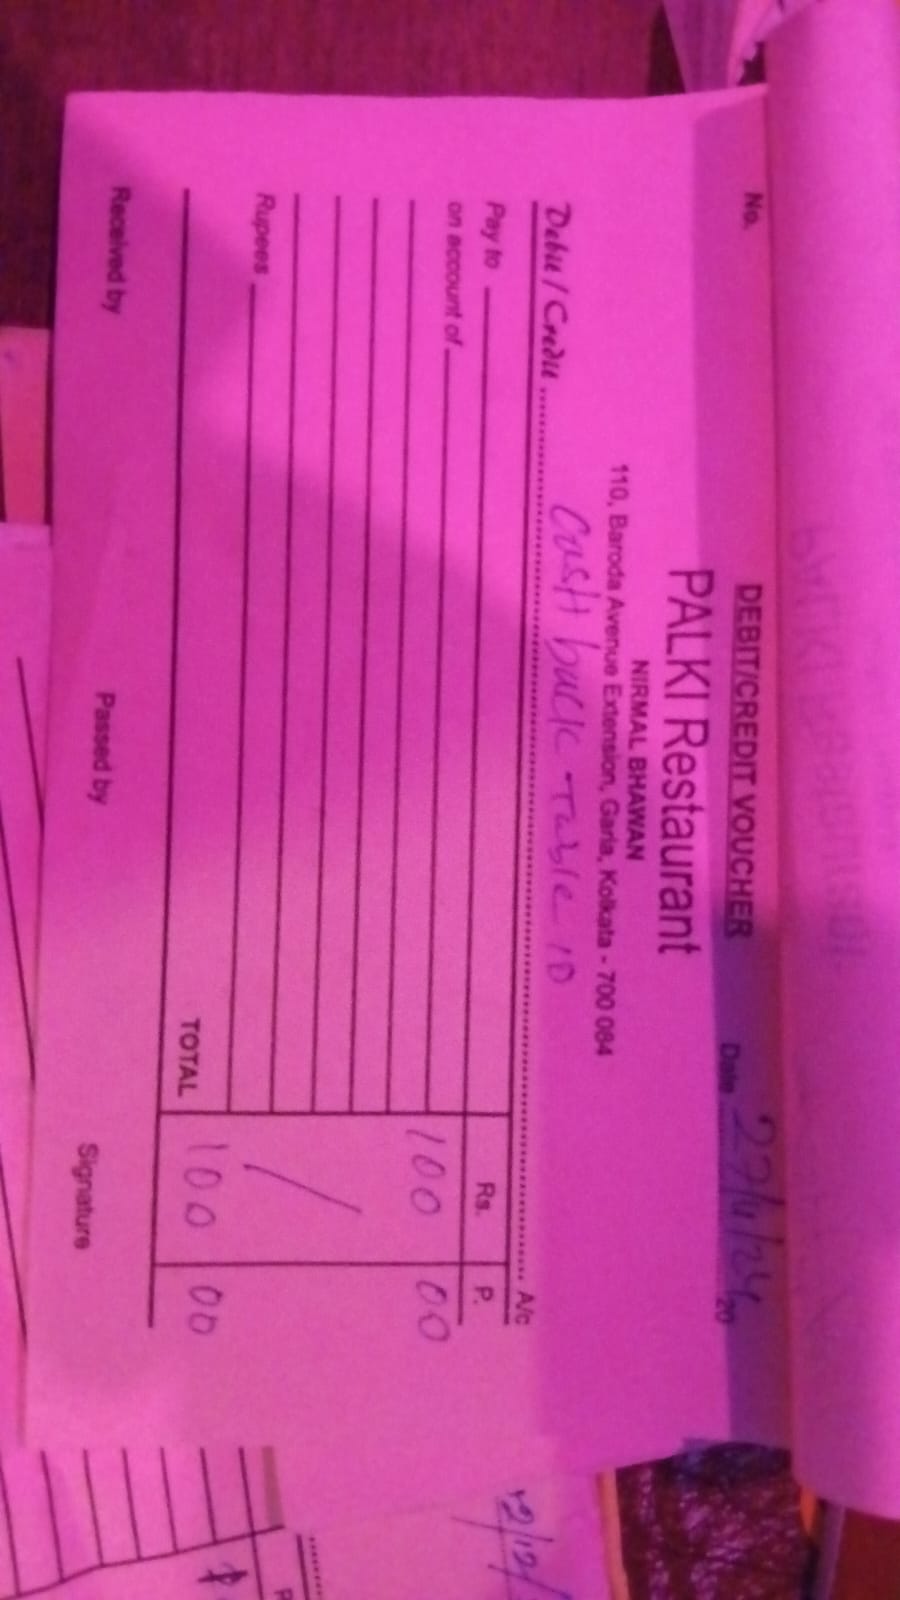 No.
DEBIT/CREDIT VOUCHER
Date 27/11/24 20
PALKI Restaurant
NIRMAL BHAWAN
110, Baroda Avenue Extension, Garia, Kolkata - 700 084
Debit / Credit Cash back Table 10 A/c
Pay to Rs. P.
on account of 100 00
Rupees
TOTAL 100 00
Received by Passed by Signature